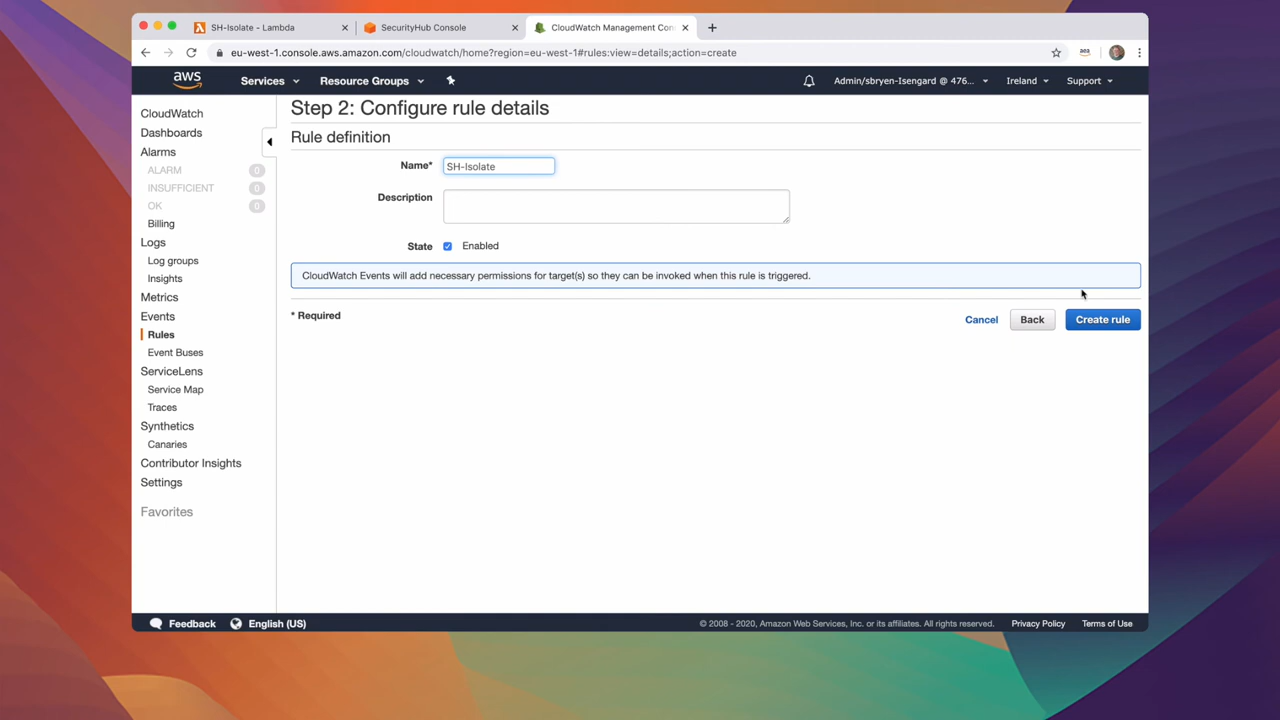 SH-Isolate - Lambda
SecurityHub Console
CloudWatch Management Con
eu-west-1.console.aws.amazon.com/cloudwatch/home?region=eu-west-1#rules:view=details;action=create
aws
Services
Resource Groups
Admin/sbryen-Isengard @ 476...
Ireland
Support
CloudWatch
Dashboards
Alarms
ALARM 0
INSUFFICIENT 0
OK 0
Billing
Logs
Log groups
Insights
Metrics
Events
Rules
Event Buses
ServiceLens
Service Map
Traces
Synthetics
Canaries
Contributor Insights
Settings
Favorites
Step 2: Configure rule details
Rule definition
Name* SH-Isolate
Description
State Enabled
CloudWatch Events will add necessary permissions for target(s) so they can be invoked when this rule is triggered.
* Required
Cancel Back Create rule
Feedback English (US)
© 2008 - 2020, Amazon Web Services, Inc. or its affiliates. All rights reserved. Privacy Policy Terms of Use